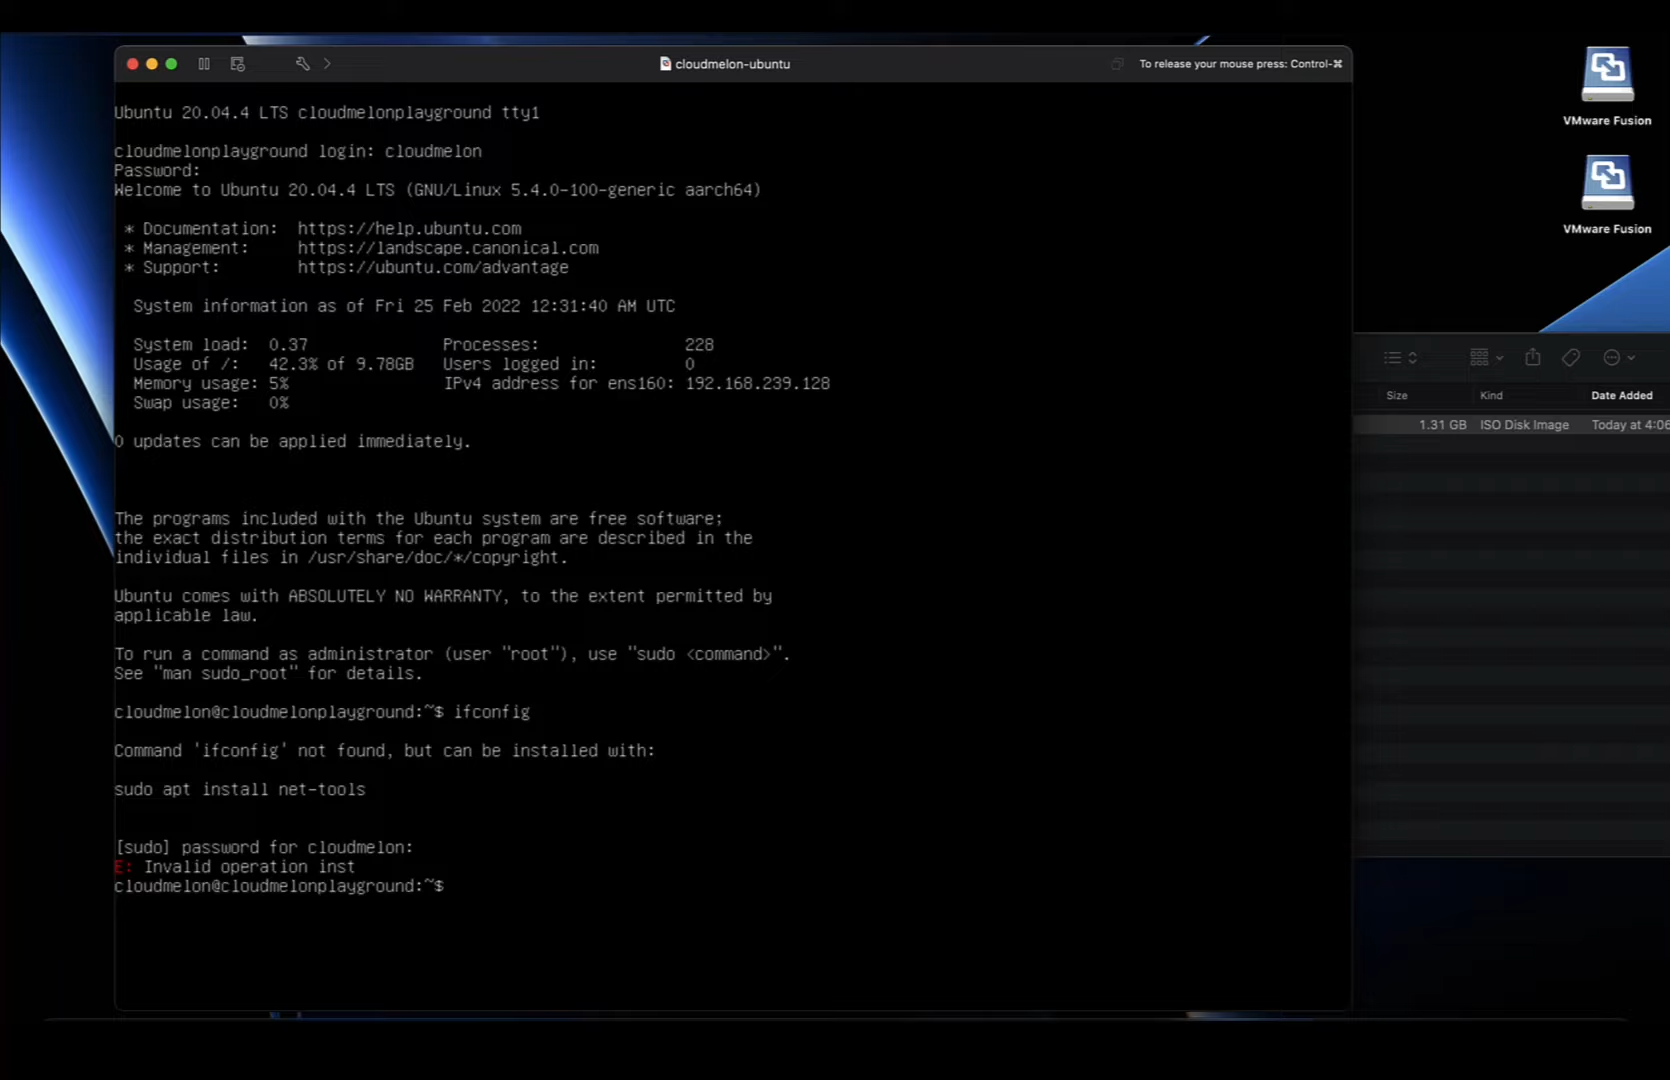 cloudmelon-ubuntu
To release your mouse press: Control-⌘
Ubuntu 20.04.4 LTS cloudmelonplayground tty1
cloudmelonplayground login: cloudmelon
Password:
Welcome to Ubuntu 20.04.4 LTS (GNU/Linux 5.4.0-100-generic aarch64)
* Documentation:  https://help.ubuntu.com
* Management:     https://landscape.canonical.com
* Support:        https://ubuntu.com/advantage
System information as of Fri 25 Feb 2022 12:31:40 AM UTC
System load:  0.37               Processes:               228
Usage of /:   42.3% of 9.78GB   Users logged in:         0
Memory usage: 5%                 IPv4 address for ens160: 192.168.239.128
Swap usage:   0%
0 updates can be applied immediately.
The programs included with the Ubuntu system are free software;
the exact distribution terms for each program are described in the
individual files in /usr/share/doc/*/copyright.
Ubuntu comes with ABSOLUTELY NO WARRANTY, to the extent permitted by
applicable law.
To run a command as administrator (user "root"), use "sudo <command>".
See "man sudo_root" for details.
cloudmelon@cloudmelonplayground:~$ ifconfig
Command 'ifconfig' not found, but can be installed with:
sudo apt install net-tools
[sudo] password for cloudmelon:
E: Invalid operation inst
cloudmelon@cloudmelonplayground:~$
VMware Fusion
VMware Fusion
Size Kind Date Added
1.31 GB ISO Disk Image Today at 4:06